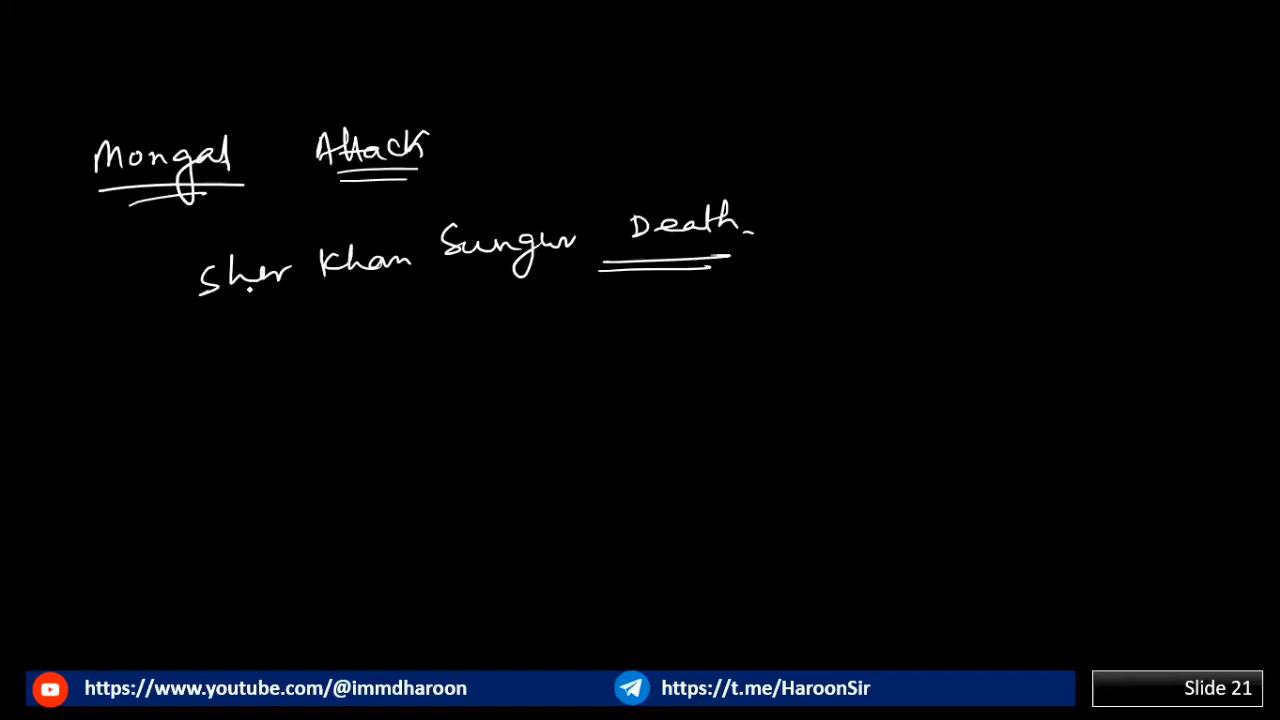 Mongal Attack
Sher Khan Sungur Death-
https://www.youtube.com/@immdharoon
https://t.me/HaroonSir
Slide 21